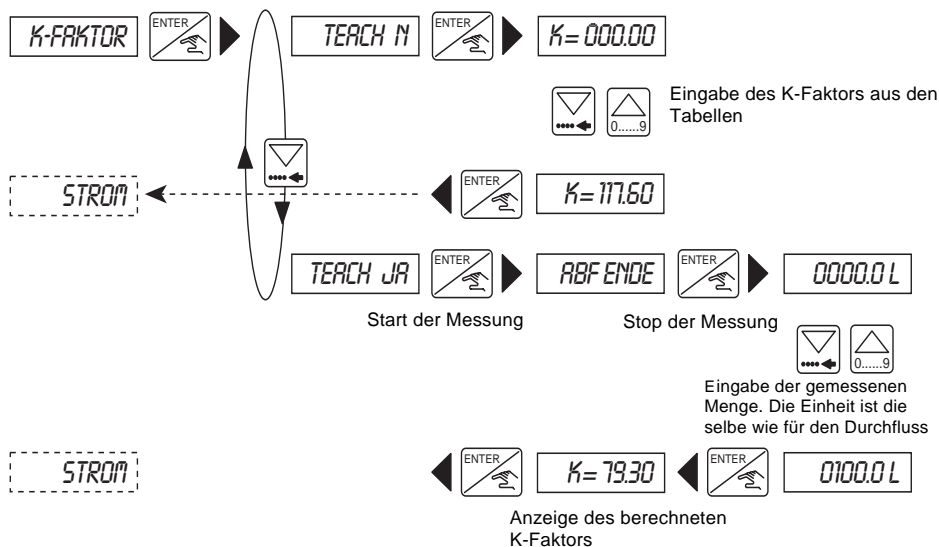 K-FAKTOR ENTER TEACH N ENTER K=000.00
0......9
Eingabe des K-Faktors aus den
Tabellen
STROM ENTER K=117.60
TEACH JA ENTER ABF ENDE ENTER 0000.0 L
Start der Messung Stop der Messung
0......9
Eingabe der gemessenen
Menge. Die Einheit ist die
selbe wie für den Durchfluss
STROM ENTER K=79.30 ENTER 0100.0 L
Anzeige des berechneten
K-Faktors